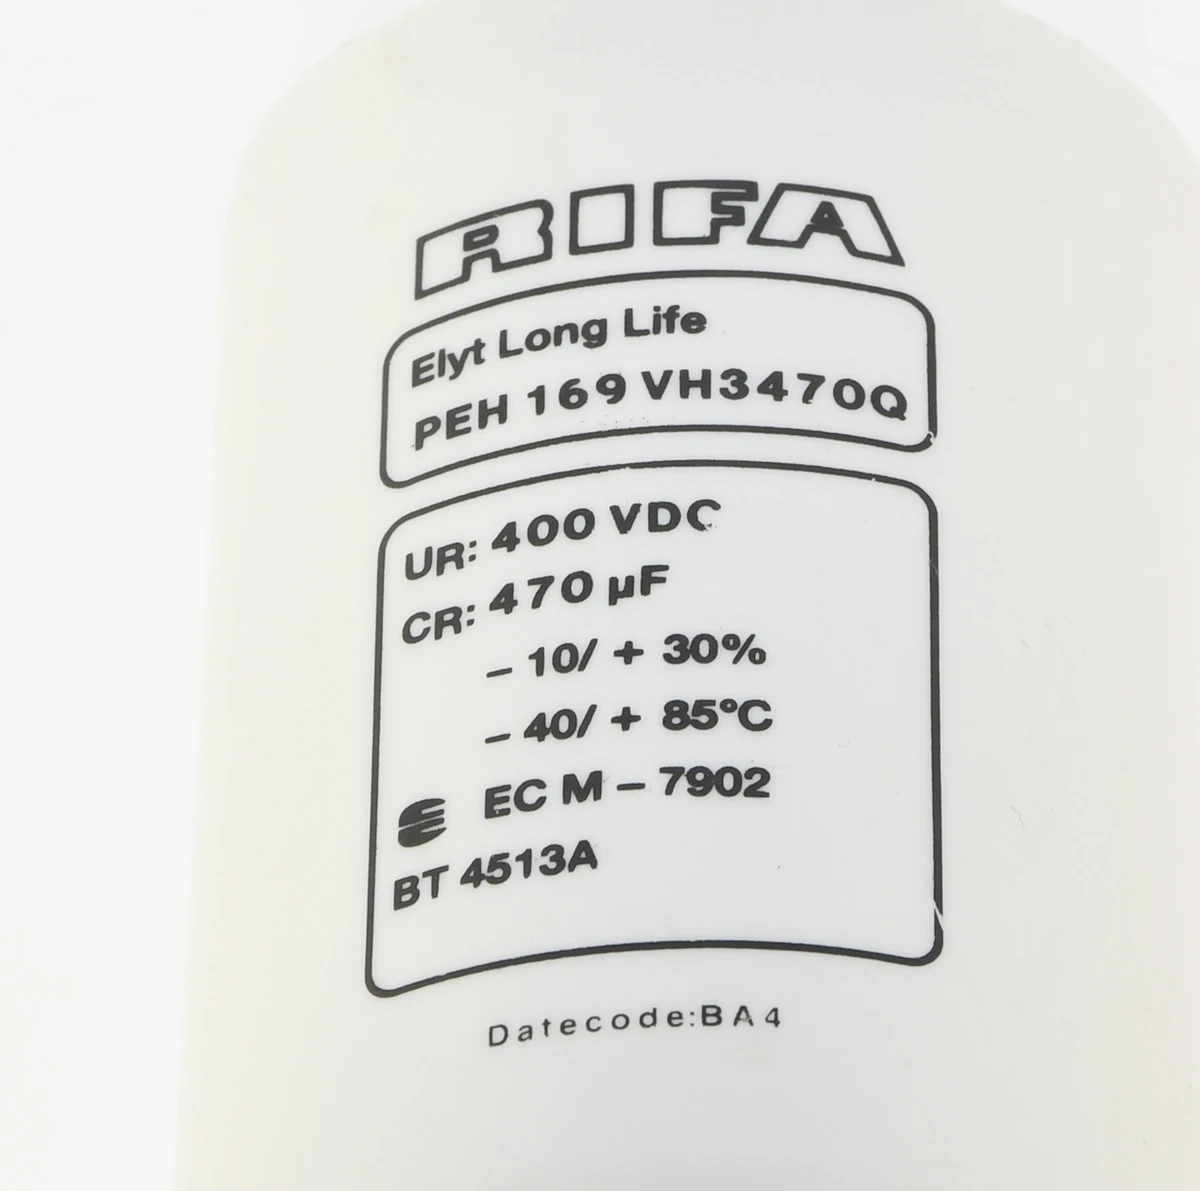 RIFA
Elyt Long Life
PEH 169 VH3470Q
UR: 400 VDC
CR: 470 µF
– 10/ + 30%
– 40/ + 85°C
EC M – 7902
BT 4513A
Datecode:BA4